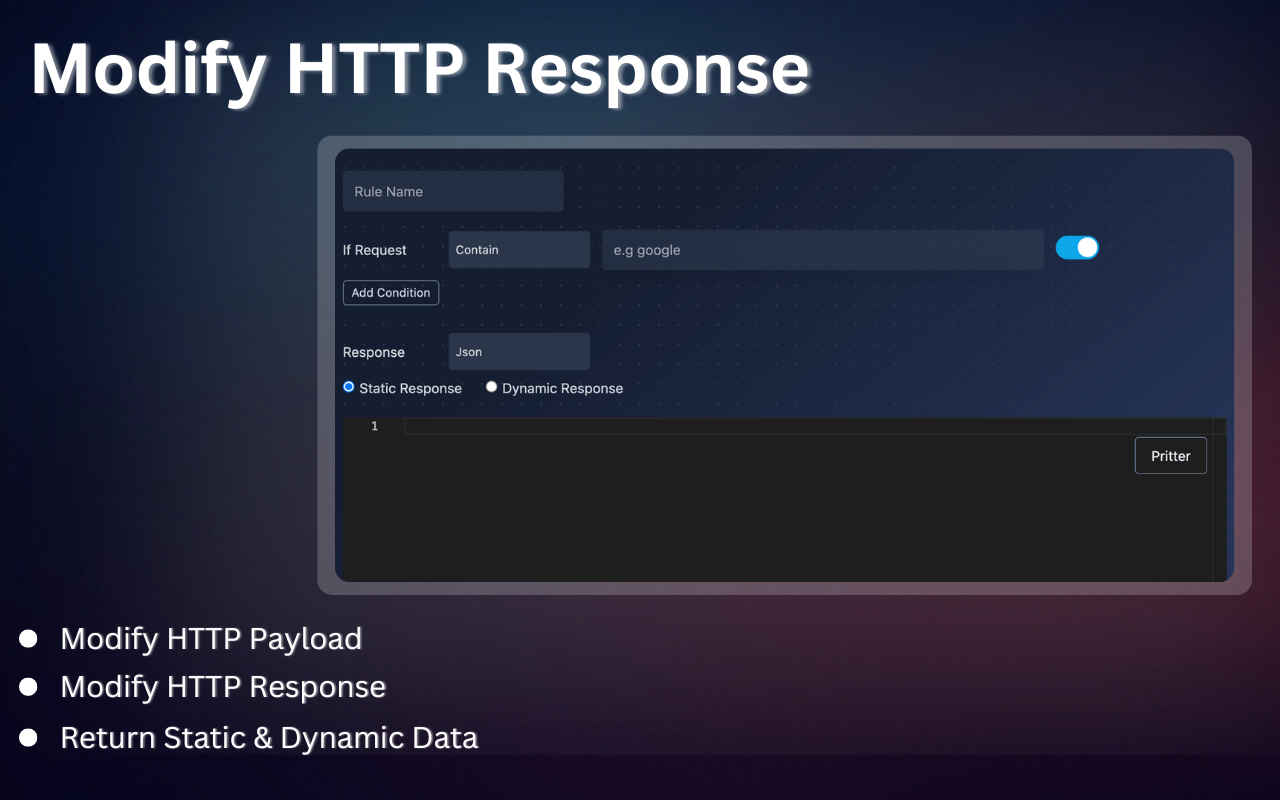 Modify HTTP Response
Rule Name
If Request Contain e.g google
Add Condition
Response Json
Static Response Dynamic Response
1
Pritter
Modify HTTP Payload
Modify HTTP Response
Return Static & Dynamic Data